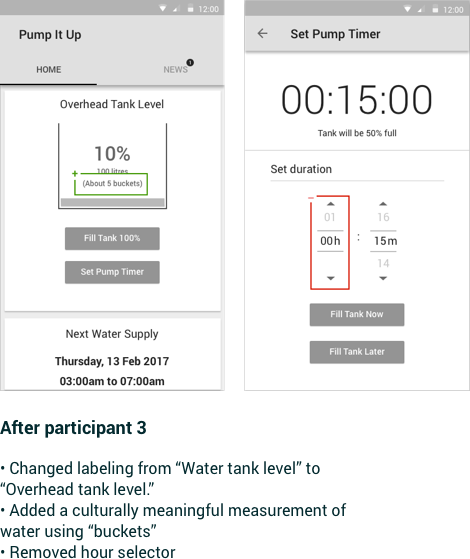 12:00
Pump It Up
HOME
NEWS
1
Overhead Tank Level
10%
100 litres
+
(About 5 buckets)
Fill Tank 100%
Set Pump Timer
Next Water Supply
Thursday, 13 Feb 2017
03:00am to 07:00am
12:00
Set Pump Timer
00:15:00
Tank will be 50% full
Set duration
–
01 16
00h : 15m
14
Fill Tank Now
Fill Tank Later
After participant 3
• Changed labeling from “Water tank level” to
“Overhead tank level.”
• Added a culturally meaningful measurement of
water using “buckets”
• Removed hour selector